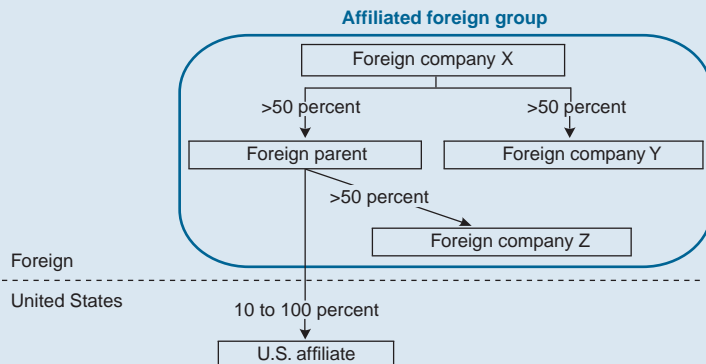 Affiliated foreign group
Foreign company X
>50 percent
>50 percent
Foreign parent
Foreign company Y
>50 percent
Foreign company Z
Foreign
United States
10 to 100 percent
U.S. affiliate